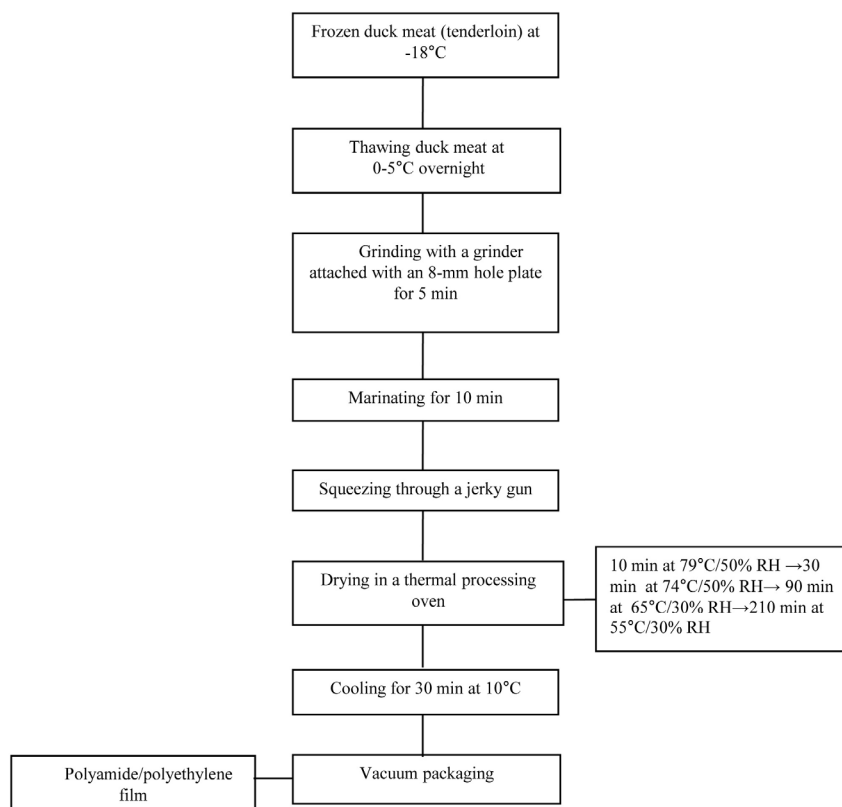 Frozen duck meat (tenderloin) at
-18°C
Thawing duck meat at
0-5°C overnight
Grinding with a grinder
attached with an 8-mm hole plate
for 5 min
Marinating for 10 min
Squeezing through a jerky gun
Drying in a thermal processing
oven
10 min at 79°C/50% RH →30
min at 74°C/50% RH→ 90 min
at 65°C/30% RH→210 min at
55°C/30% RH
Cooling for 30 min at 10°C
Vacuum packaging
Polyamide/polyethylene
film